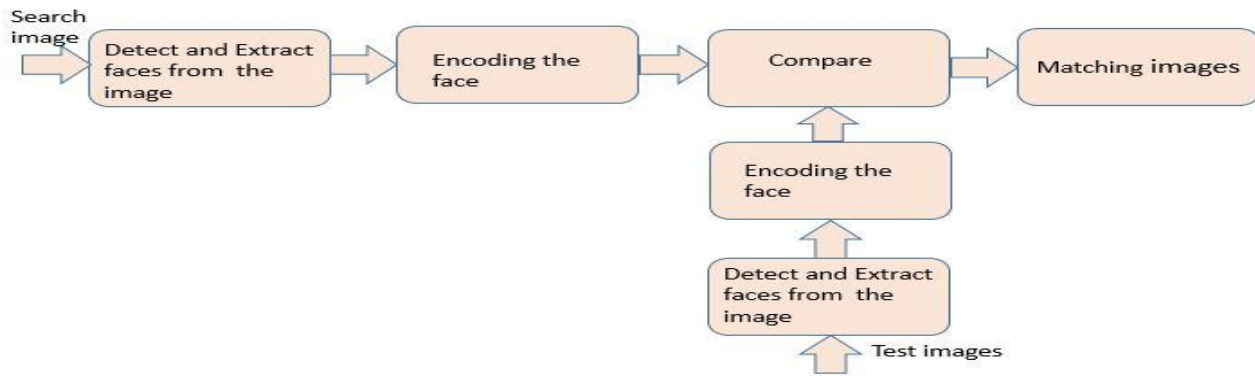 Search
image
Detect and Extract
faces from the
image
Encoding the
face
Compare
Matching images
Encoding the
face
Detect and Extract
faces from the
image
Test images